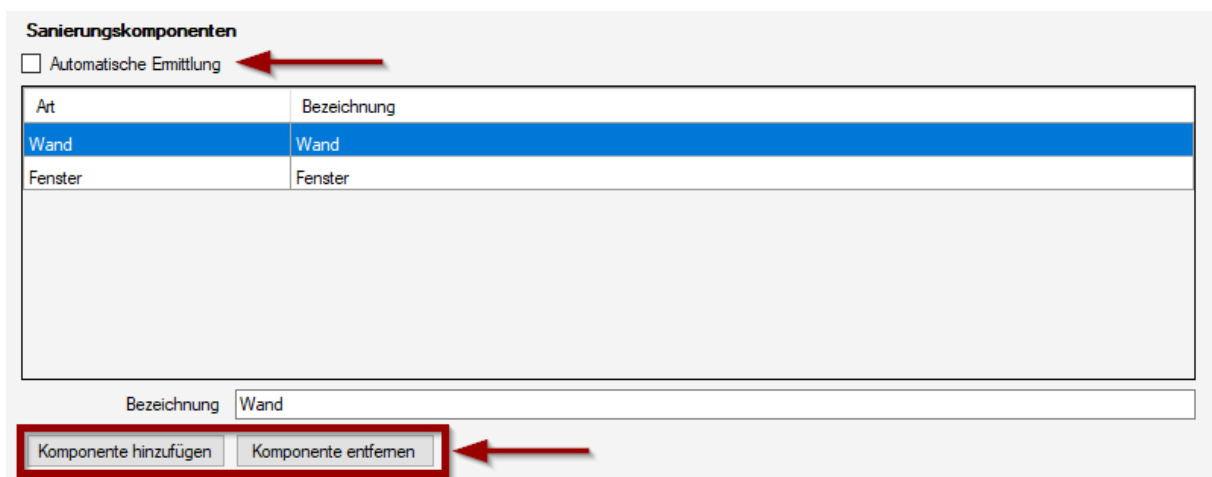 Sanierungskomponenten
Automatische Ermittlung
Art Bezeichnung
Wand Wand
Fenster Fenster
Bezeichnung Wand
Komponente hinzufügen Komponente entfernen